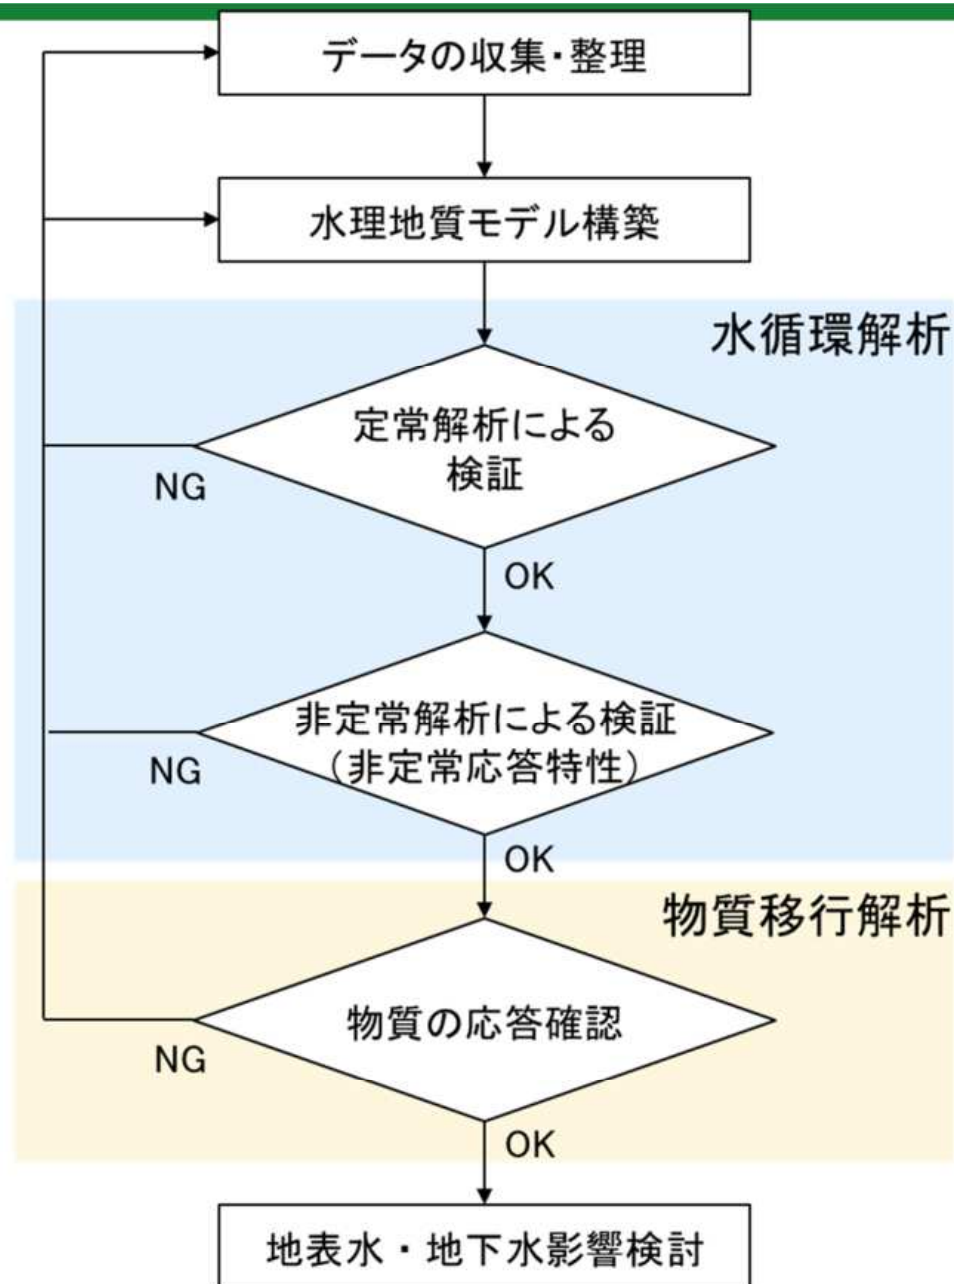 データの収集・整理
水理地質モデル構築
水循環解析
定常解析による
検証
NG
OK
非定常解析による検証
（非定常応答特性）
NG
OK
物質移行解析
物質の応答確認
NG
OK
地表水・地下水影響検討